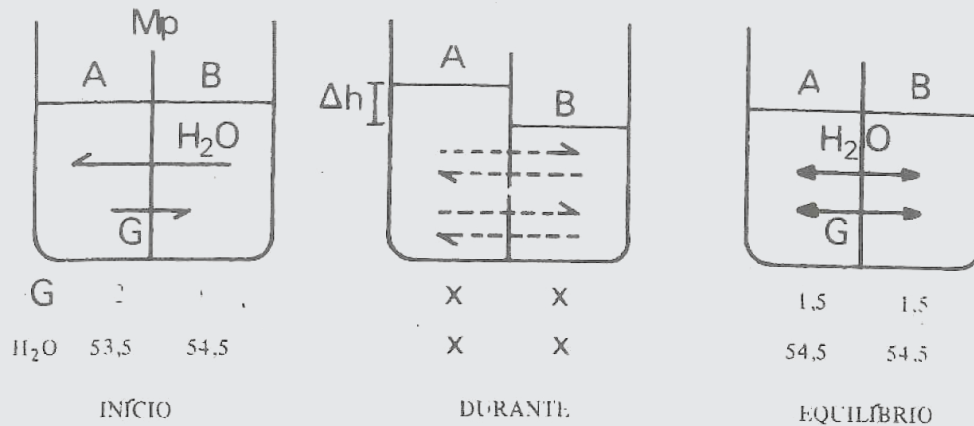 Mp
A B
H₂O
G
A
Δh
B
A B
H₂O
G
G 2
H₂O 53,5 54,5
x x
x x
1,5 1,5
54,5 54,5
INÍCIO
DURANTE
EQUILÍBRIO